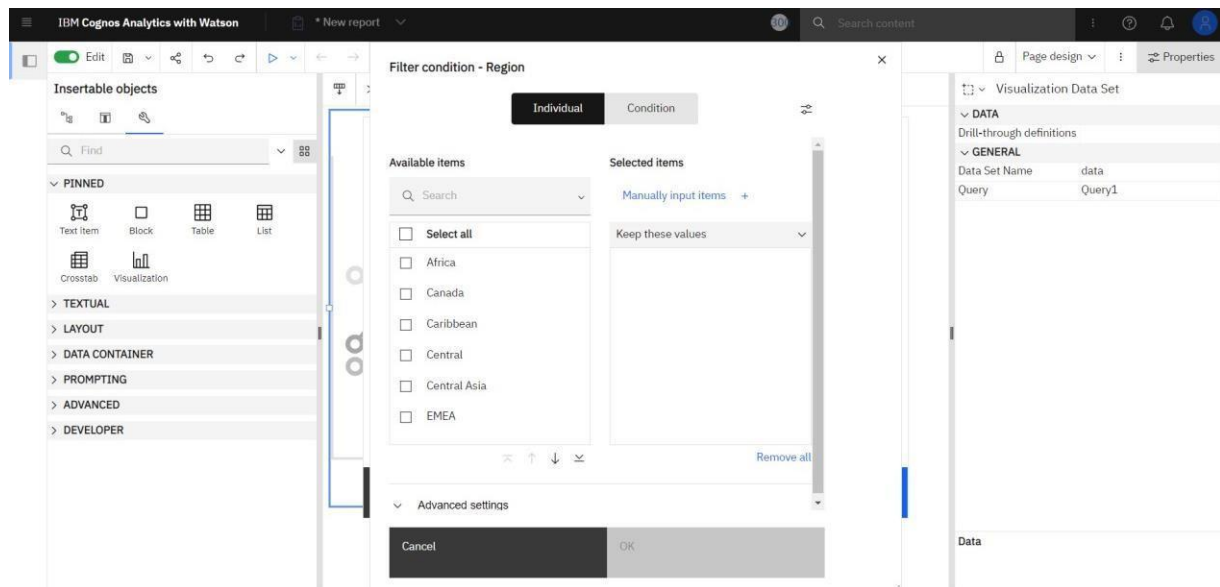 IBM Cognos Analytics with Watson
* New report
Search content
Edit
Page design
Properties
Insertable objects
Find
PINNED
Text item
Block
Table
List
Crosstab
Visualization
TEXTUAL
LAYOUT
DATA CONTAINER
PROMPTING
ADVANCED
DEVELOPER
Filter condition - Region
Individual
Condition
Available items
Selected items
Search
Manually input items +
Select all
Keep these values
Africa
Canada
Caribbean
Central
Central Asia
EMEA
Remove all
Advanced settings
Cancel
OK
Visualization Data Set
DATA
Drill-through definitions
GENERAL
Data Set Name data
Query Query1
Data